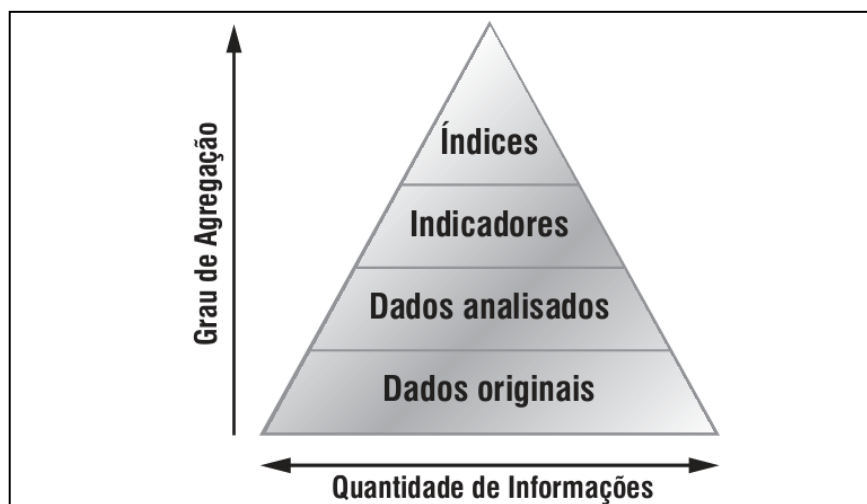 Grau de Agregação
Índices
Indicadores
Dados analisados
Dados originais
Quantidade de Informações